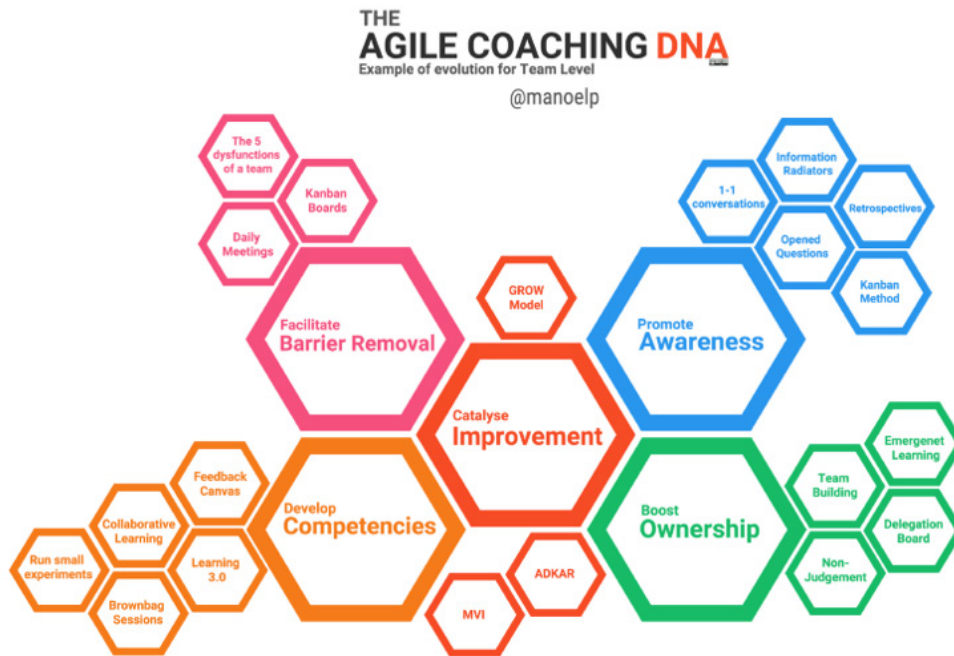 THE
AGILE COACHING DNA
Example of evolution for Team Level
@manoelp
The 5
dysfunctions
of a team
Kanban
Boards
Daily
Meetings
Facilitate
Barrier Removal
GROW
Model
Information
Radiators
1-1
conversations
Retrospectives
Opened
Questions
Kanban
Method
Promote
Awareness
Catalyse
Improvement
Feedback
Canvas
Collaborative
Learning
Run small
experiments
Learning
3.0
Brownbag
Sessions
Develop
Competencies
ADKAR
MVI
Boost
Ownership
Emergenet
Learning
Team
Building
Delegation
Board
Non-
Judgement